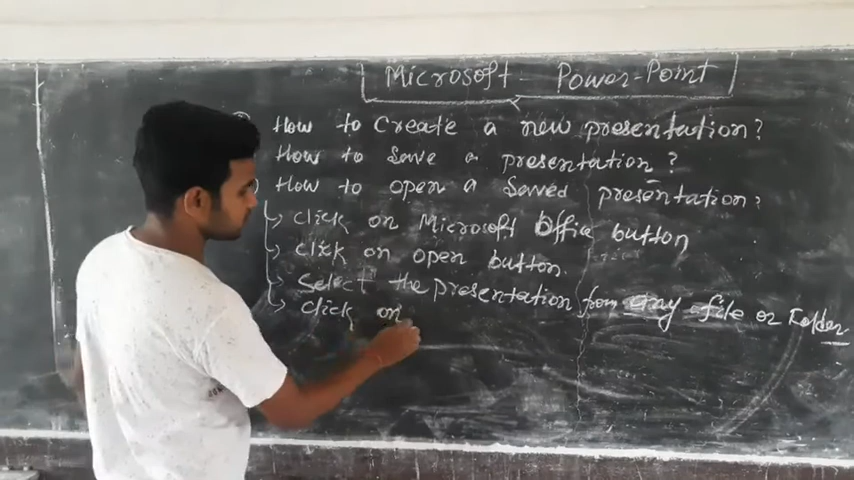 Microsoft Power-Point
How to Create a new presentation?
How to Save a presentation?
How to open a Saved presentation?
Click on Microsoft Office button
Click on open button.
Select the presentation from any file or Folder
Click on